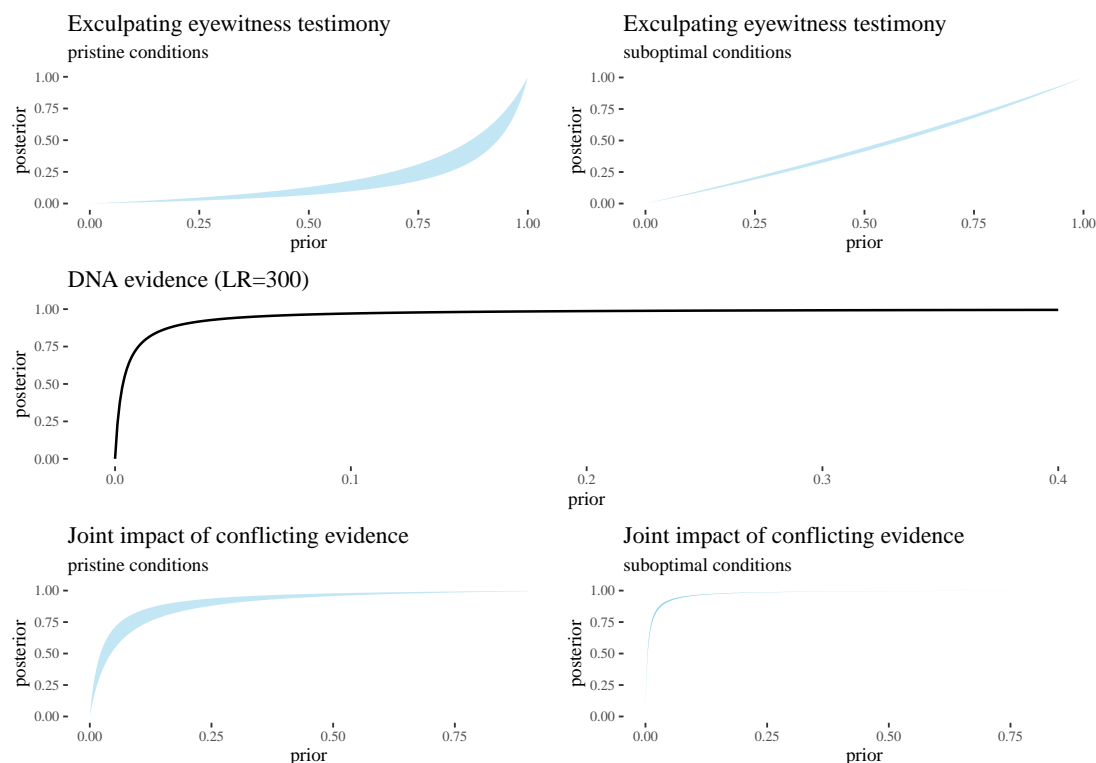 Exculpating eyewitness testimony
pristine conditions
1.00
0.75
0.50
0.25
0.00
posterior
0.00 0.25 0.50 0.75 1.00
prior
Exculpating eyewitness testimony
suboptimal conditions
1.00
0.75
0.50
0.25
0.00
posterior
0.00 0.25 0.50 0.75 1.00
prior
DNA evidence (LR=300)
1.00
0.75
0.50
0.25
0.00
posterior
0.0 0.1 0.2 0.3 0.4
prior
Joint impact of conflicting evidence
pristine conditions
1.00
0.75
0.50
0.25
0.00
posterior
0.00 0.25 0.50 0.75
prior
Joint impact of conflicting evidence
suboptimal conditions
1.00
0.75
0.50
0.25
0.00
posterior
0.00 0.25 0.50 0.75
prior